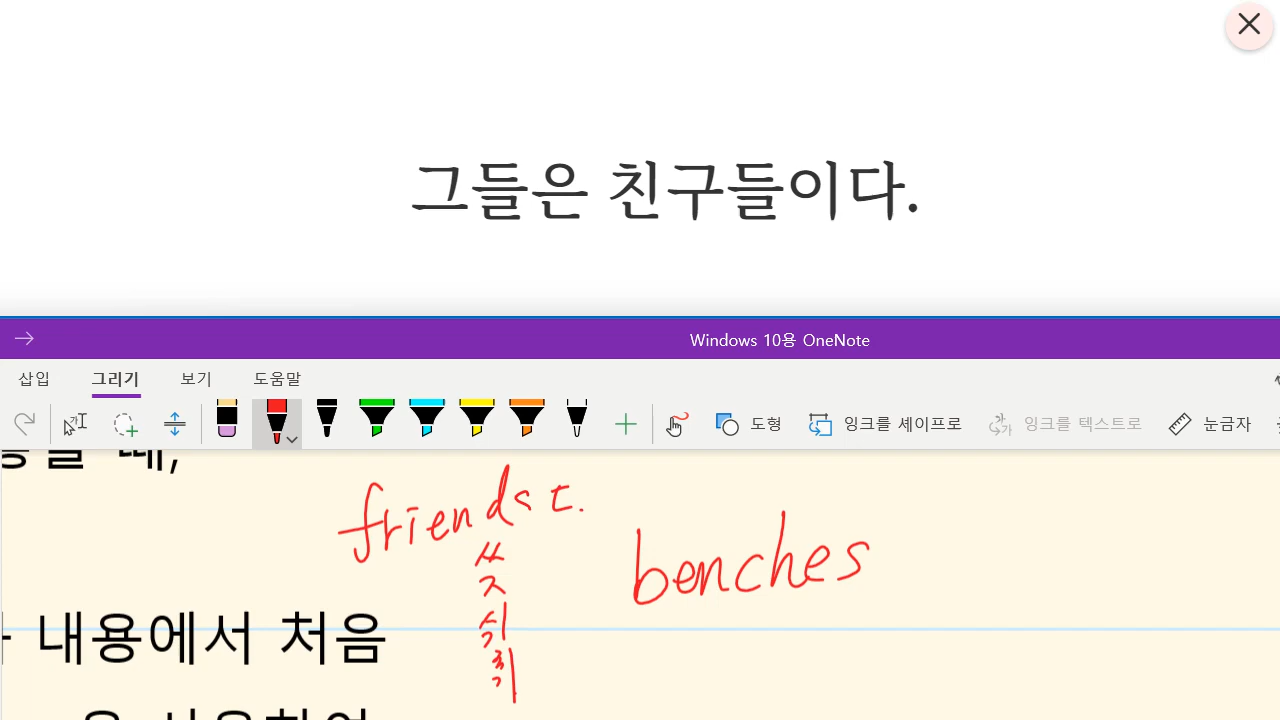 그들은 친구들이다.
Windows 10용 OneNote
삽입 그리기 보기 도움말
도형 잉크를 셰이프로 잉크를 텍스트로 눈금자
때,
friends t.
benches
ㅆ
ㅈ
식
내용에서 처음